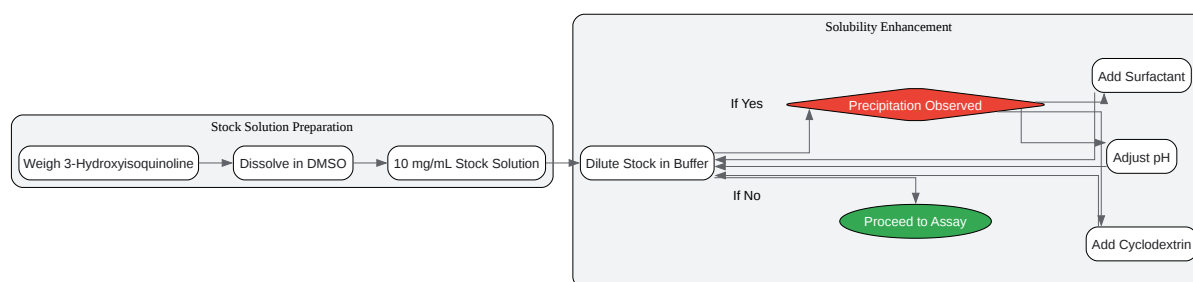 Solubility Enhancement
Add Surfactant
If Yes
Precipitation Observed
Stock Solution Preparation
Weigh 3-Hydroxyisoquinoline
Dissolve in DMSO
10 mg/mL Stock Solution
Dilute Stock in Buffer
Adjust pH
If No
Proceed to Assay
Add Cyclodextrin